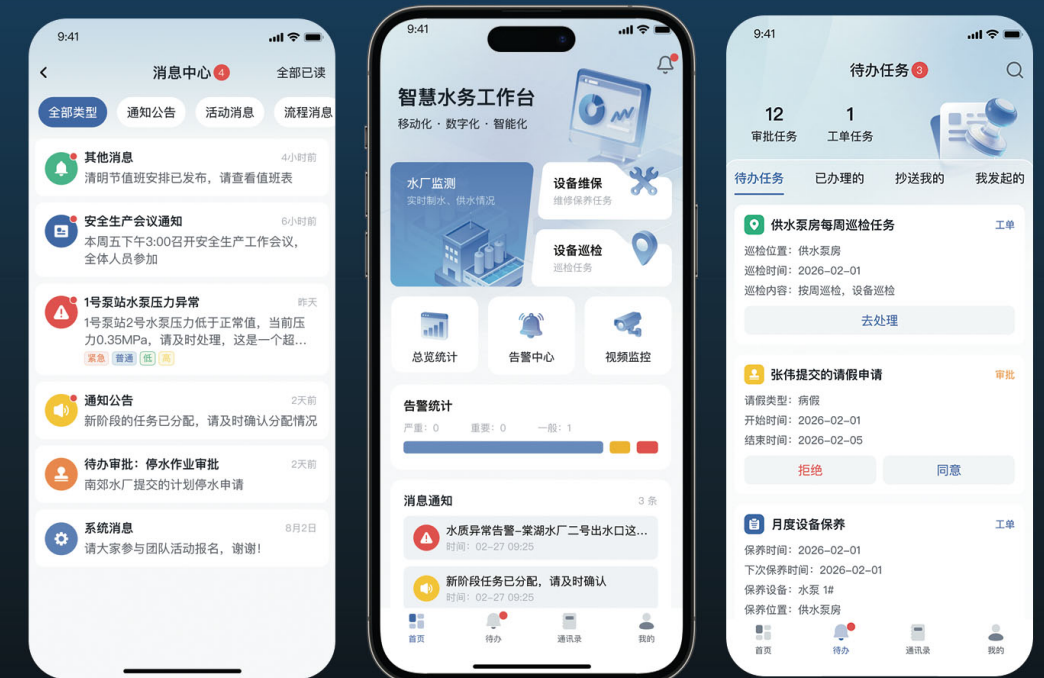 9:41
消息中心 4
全部已读
全部类型
通知公告
活动消息
流程消息
其他消息
4小时前
清明节值班安排已发布，请查看值班表
安全生产会议通知
6小时前
本周五下午3:00召开安全生产工作会议，
全体人员参加
1号泵站水泵压力异常
昨天
1号泵站2号水泵压力低于正常值，当前压
力0.35MPa，请及时处理，这是一个超...
紧急 普通 低 高
通知公告
2天前
新阶段的任务已分配，请及时确认分配情况
待办审批：停水作业审批
2天前
南郊水厂提交的计划停水申请
系统消息
8月2日
请大家参与团队活动报名，谢谢！
9:41
智慧水务工作台
移动化 · 数字化 · 智能化
水厂监测
实时制水、供水情况
设备维保
维修保养任务
设备巡检
巡检任务
总览统计
告警中心
视频监控
告警统计
严重：0 重要：0 一般：1
消息通知
3 条
水质异常告警–棠湖水厂二号出水口这...
时间：02-27 09:25
新阶段任务已分配，请及时确认
时间：02-27 09:25
首页
待办
通讯录
我的
9:41
待办任务 3
12
审批任务
1
工单任务
待办任务
已办理的
抄送我的
我发起的
供水泵房每周巡检任务
工单
巡检位置：供水泵房
巡检时间：2026-02-01
巡检内容：按周巡检，设备巡检
去处理
张伟提交的请假申请
审批
请假类型：病假
开始时间：2026-02-01
结束时间：2026-02-05
拒绝
同意
月度设备保养
工单
保养时间：2026-02-01
下次保养时间：2026-02-01
保养设备：水泵 1#
保养位置：供水泵房
首页
待办
通讯录
我的